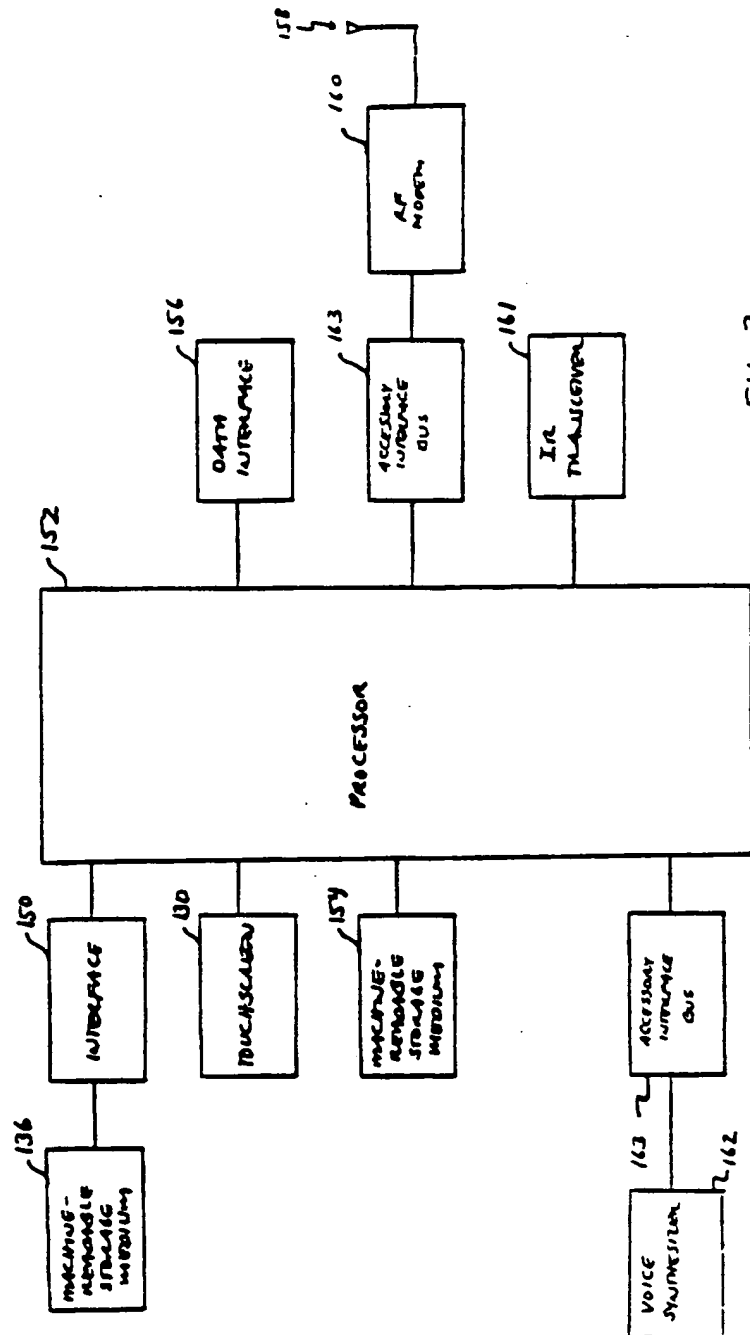 158
160
RF
MODEM
156
DATA
INTERFACE
163
ACCESSORY
INTERFACE
BUS
161
IR
TRANSCEIVER
152
PROCESSOR
150
INTERFACE
130
TOUCHSCREEN
154
MACHINE-
READABLE
STORAGE
MEDIUM
ACCESSORY
INTERFACE
BUS
163
136
MACHINE-
READABLE
STORAGE
MEDIUM
162
VOICE
SYNTHESIZER